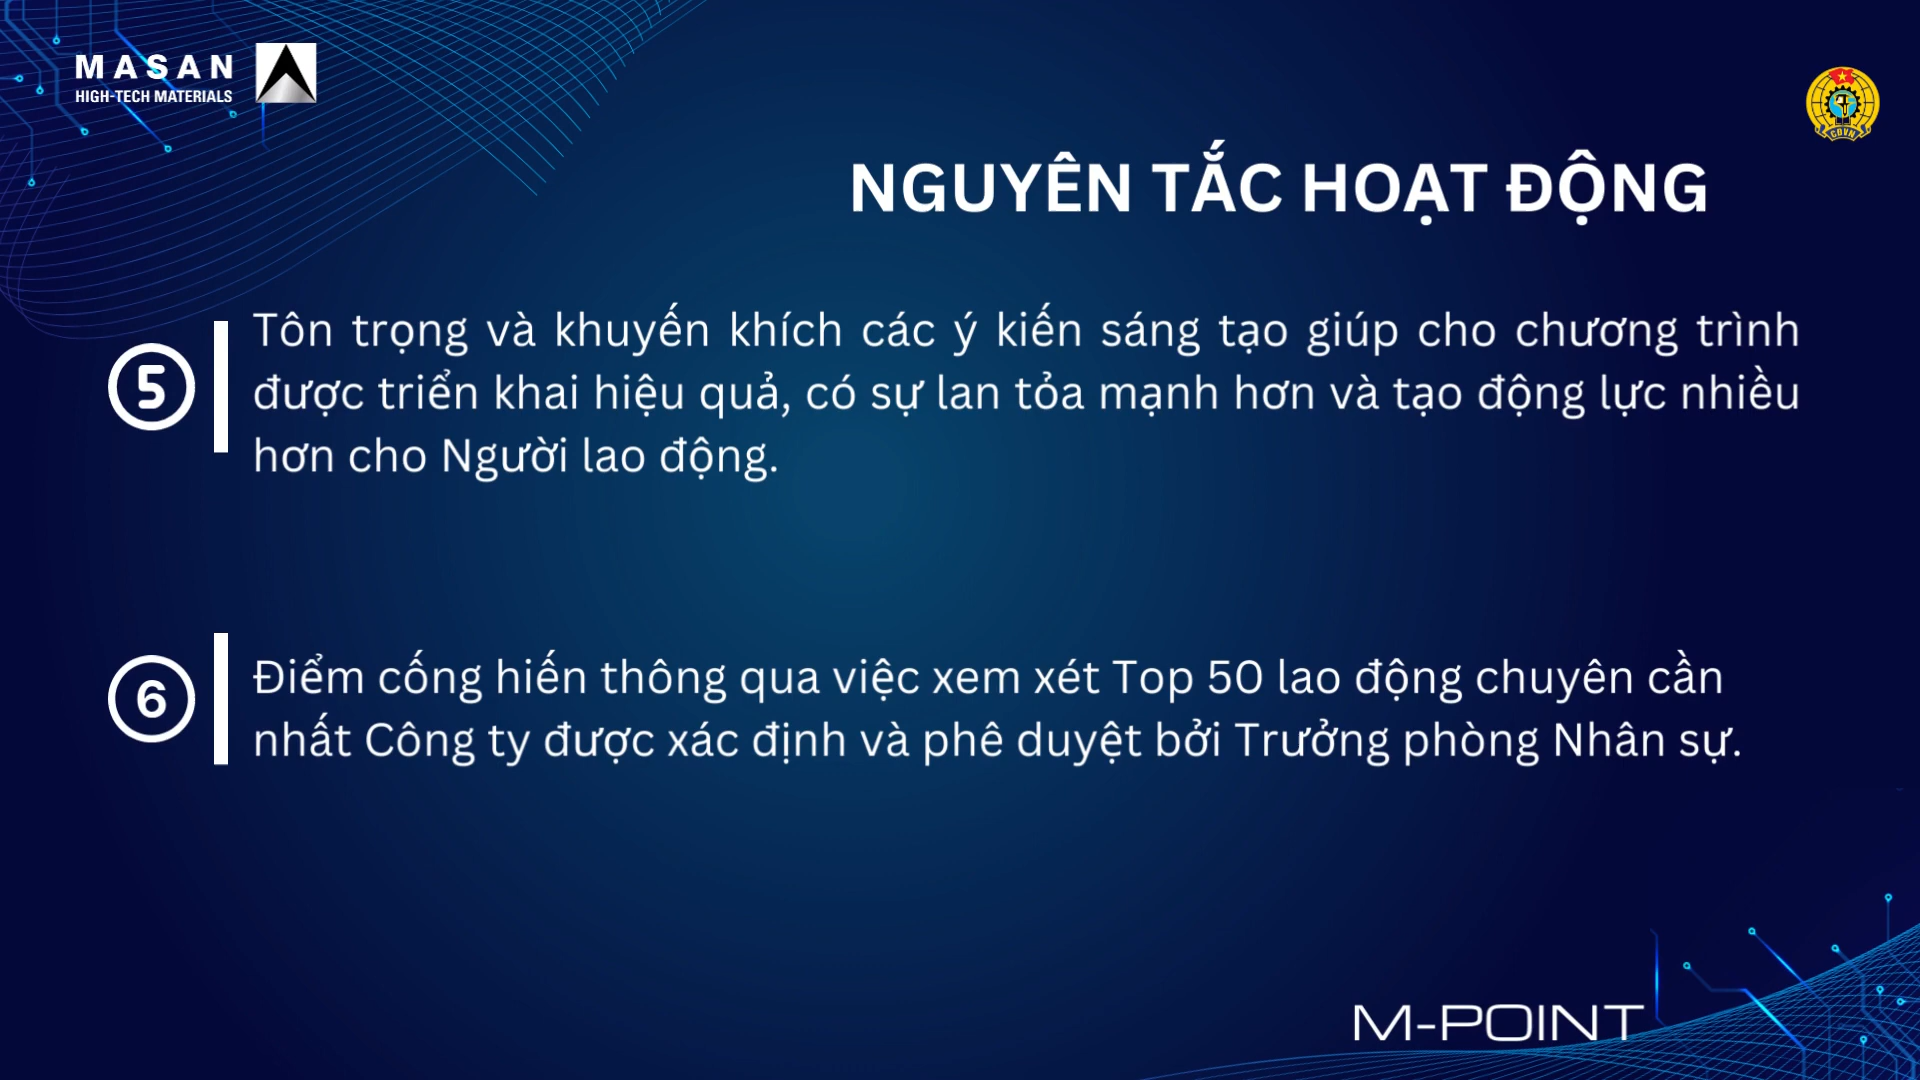 MASAN
HIGH-TECH MATERIALS
CĐVN
NGUYÊN TẮC HOẠT ĐỘNG
5
Tôn trọng và khuyến khích các ý kiến sáng tạo giúp cho chương trình
được triển khai hiệu quả, có sự lan tỏa mạnh hơn và tạo động lực nhiều
hơn cho Người lao động.
6
Điểm cống hiến thông qua việc xem xét Top 50 lao động chuyên cần
nhất Công ty được xác định và phê duyệt bởi Trưởng phòng Nhân sự.
M-POINT